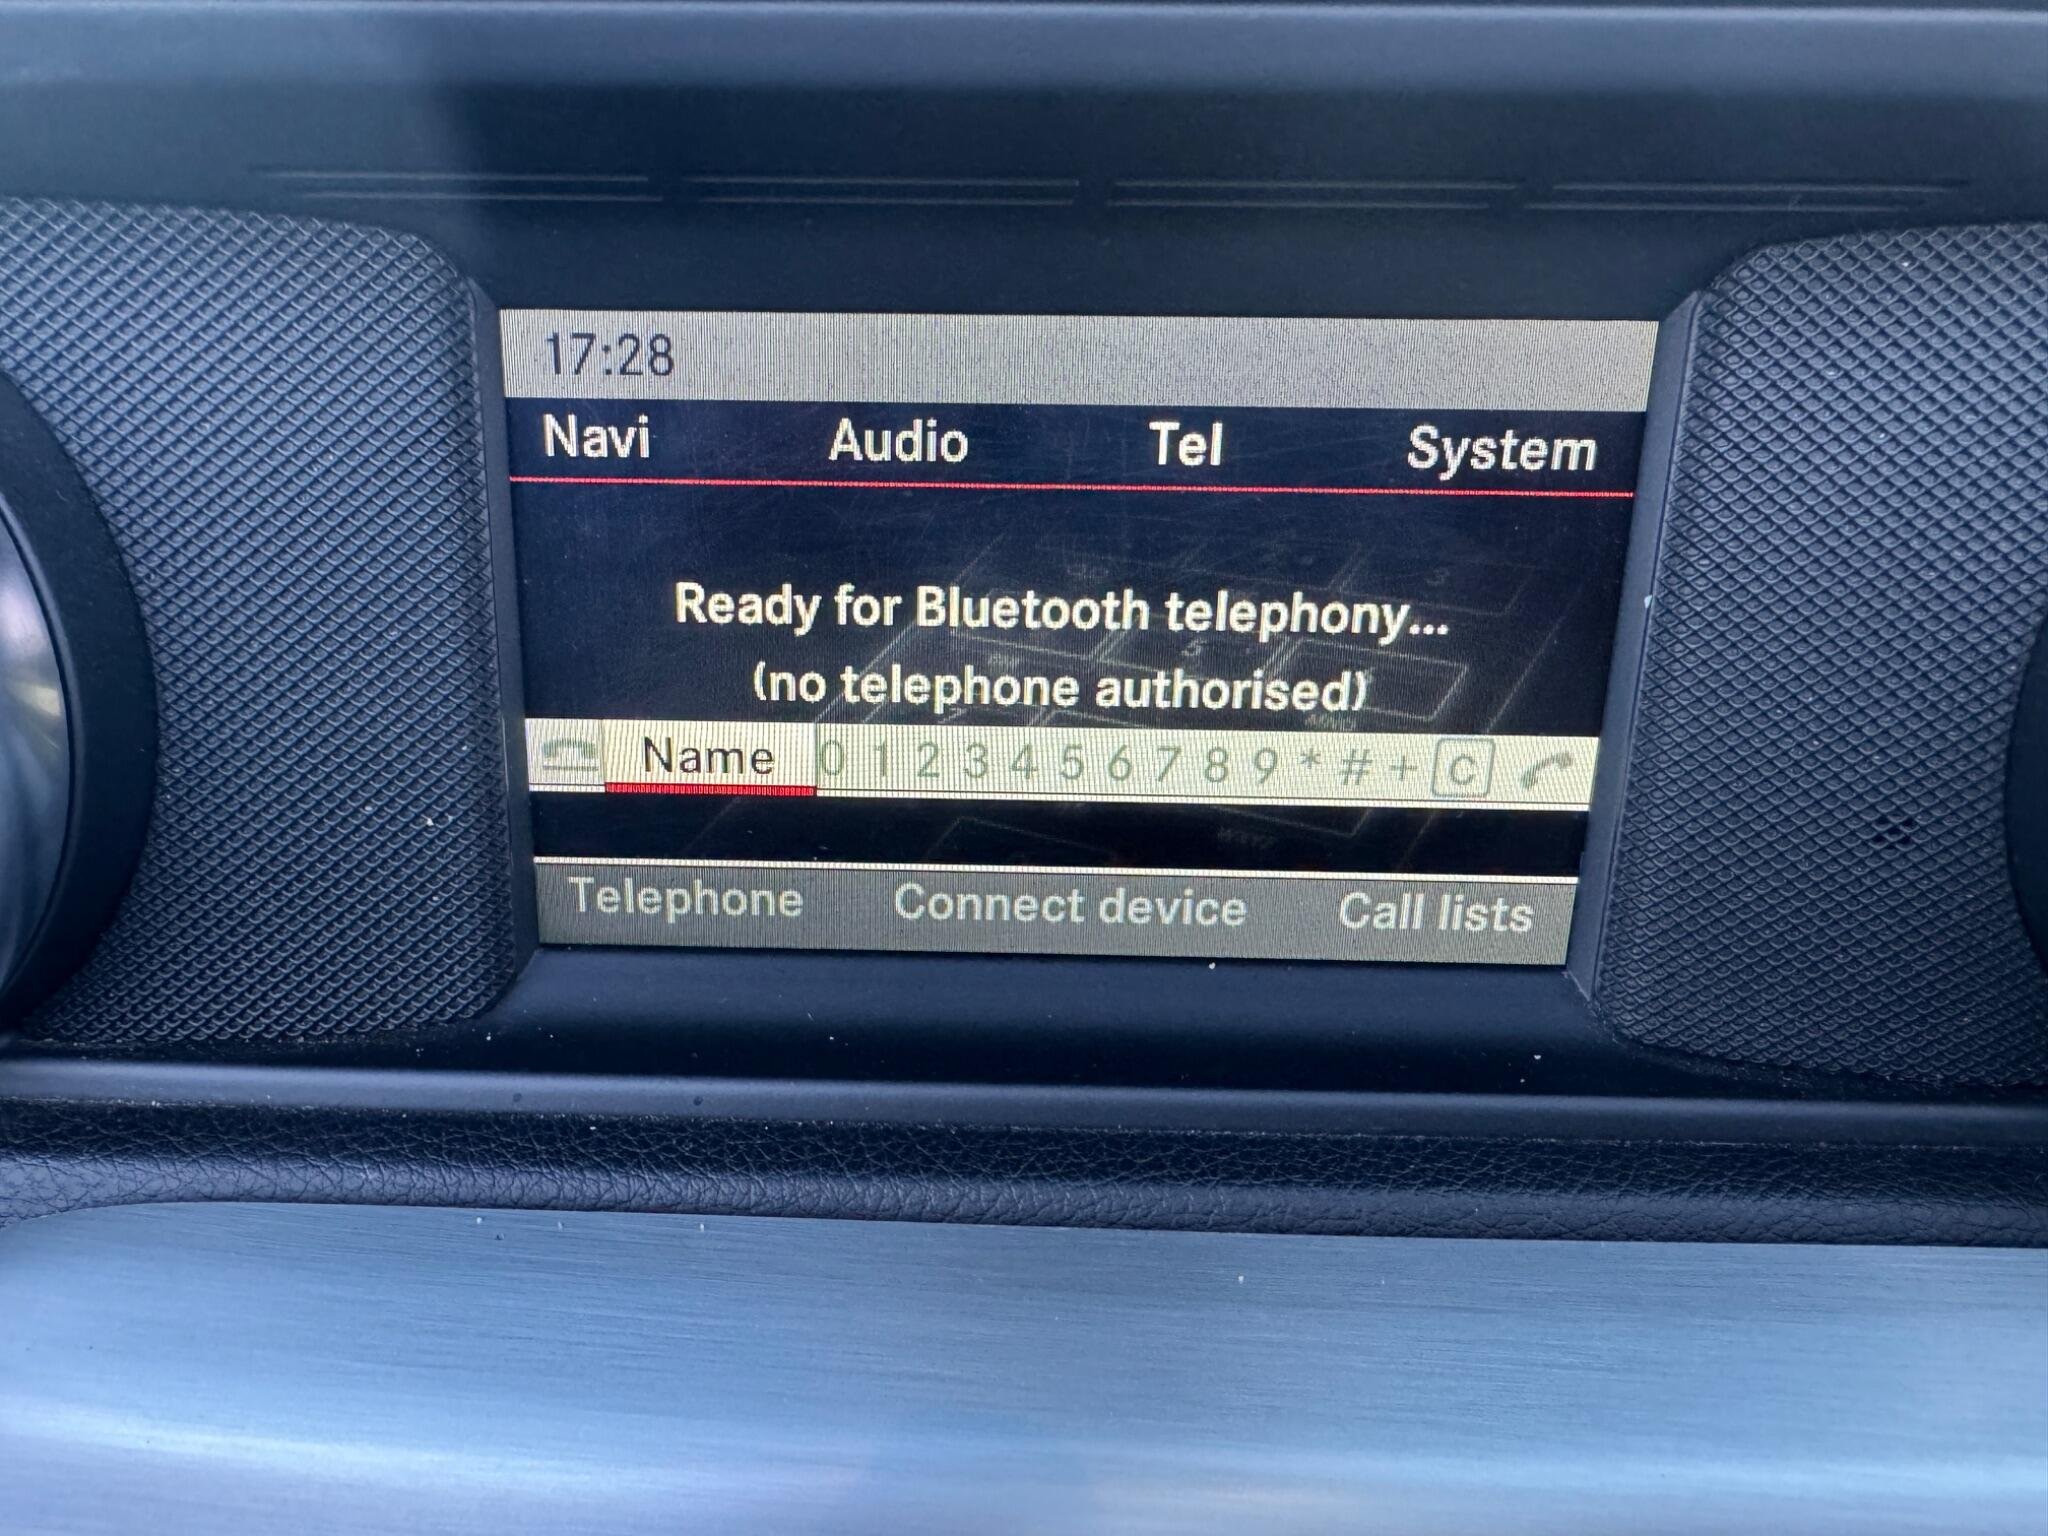 17:28
Navi Audio Tel System
Ready for Bluetooth telephony...
(no telephone authorised)
Name 0 1 2 3 4 5 6 7 8 9 * # + C
Telephone Connect device Call lists